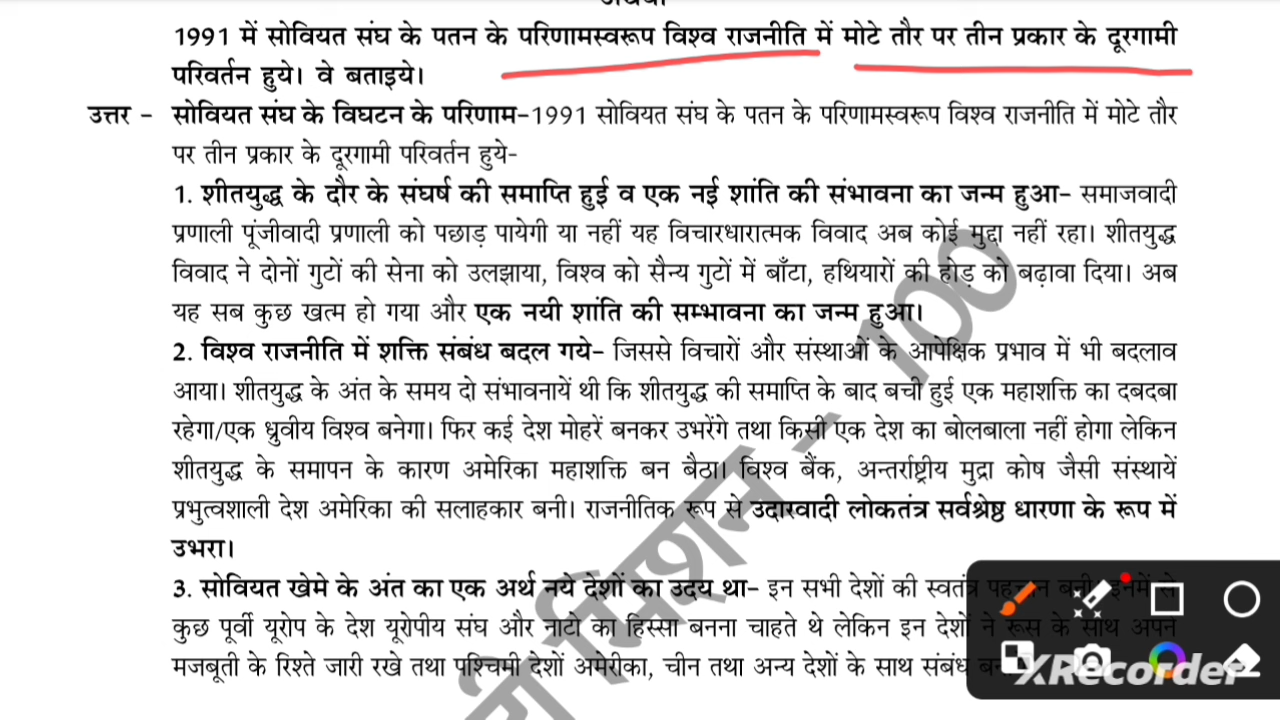 अथवा
1991 में सोवियत संघ के पतन के परिणामस्वरूप विश्व राजनीति में मोटे तौर पर तीन प्रकार के दूरगामी
परिवर्तन हुये। वे बताइये।
उत्तर - सोवियत संघ के विघटन के परिणाम-1991 सोवियत संघ के पतन के परिणामस्वरूप विश्व राजनीति में मोटे तौर
पर तीन प्रकार के दूरगामी परिवर्तन हुये-
1. शीतयुद्ध के दौर के संघर्ष की समाप्ति हुई व एक नई शांति की संभावना का जन्म हुआ- समाजवादी
प्रणाली पूंजीवादी प्रणाली को पछाड़ पायेगी या नहीं यह विचारधारात्मक विवाद अब कोई मुद्दा नहीं रहा। शीतयुद्ध
विवाद ने दोनों गुटों की सेना को उलझाया, विश्व को सैन्य गुटों में बाँटा, हथियारों की होड़ को बढ़ावा दिया। अब
यह सब कुछ खत्म हो गया और एक नयी शांति की सम्भावना का जन्म हुआ।
2. विश्व राजनीति में शक्ति संबंध बदल गये- जिससे विचारों और संस्थाओं के आपेक्षिक प्रभाव में भी बदलाव
आया। शीतयुद्ध के अंत के समय दो संभावनायें थी कि शीतयुद्ध की समाप्ति के बाद बची हुई एक महाशक्ति का दबदबा
रहेगा/एक ध्रुवीय विश्व बनेगा। फिर कई देश मोहरें बनकर उभरेंगे तथा किसी एक देश का बोलबाला नहीं होगा लेकिन
शीतयुद्ध के समापन के कारण अमेरिका महाशक्ति बन बैठा। विश्व बैंक, अन्तर्राष्ट्रीय मुद्रा कोष जैसी संस्थायें
प्रभुत्वशाली देश अमेरिका की सलाहकार बनी। राजनीतिक रूप से उदारवादी लोकतंत्र सर्वश्रेष्ठ धारणा के रूप में
उभरा।
3. सोवियत खेमे के अंत का एक अर्थ नये देशों का उदय था- इन सभी देशों की स्वतंत्र पहचान बनी। इनमें से
कुछ पूर्वी यूरोप के देश यूरोपीय संघ और नाटो का हिस्सा बनना चाहते थे लेकिन इन देशों ने रूस के साथ अपने
मजबूती के रिश्ते जारी रखे तथा पश्चिमी देशों अमेरीका, चीन तथा अन्य देशों के साथ संबंध
मिशन - 100
XRecorder